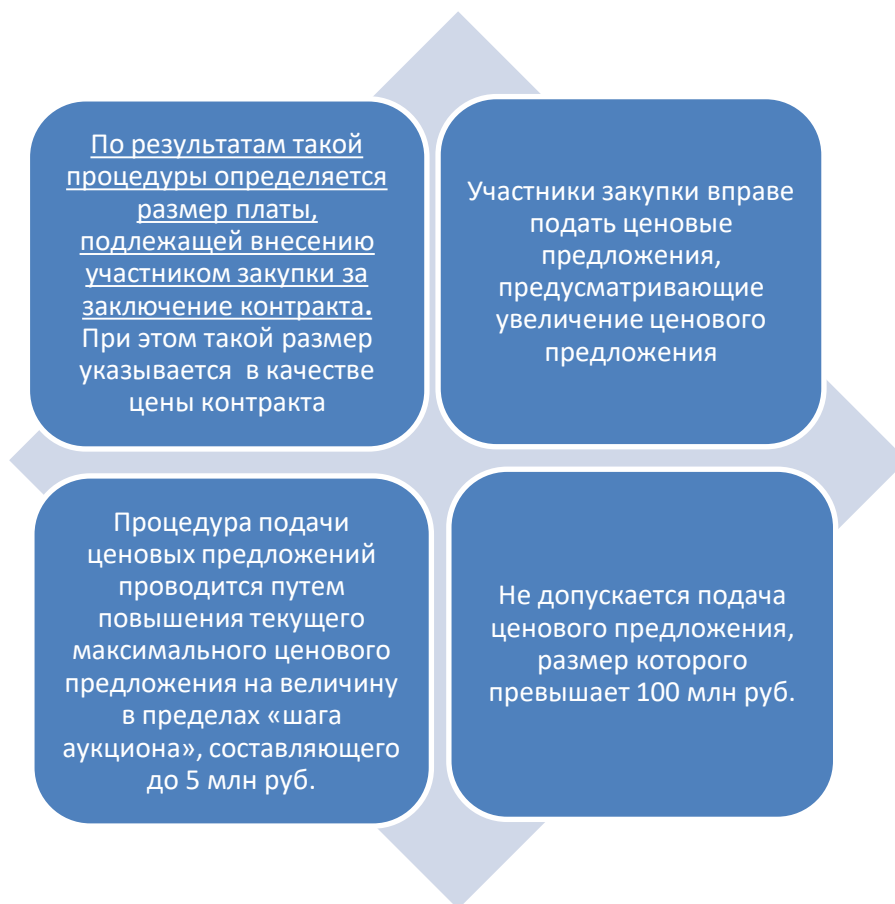 По результатам такой
процедуры определяется
размер платы,
подлежащей внесению
участником закупки за
заключение контракта.
При этом такой размер
указывается в качестве
цены контракта
Участники закупки вправе
подать ценовые
предложения,
предусматривающие
увеличение ценового
предложения
Процедура подачи
ценовых предложений
проводится путем
повышения текущего
максимального ценового
предложения на величину
в пределах «шага
аукциона», составляющего
до 5 млн руб.
Не допускается подача
ценового предложения,
размер которого
превышает 100 млн руб.